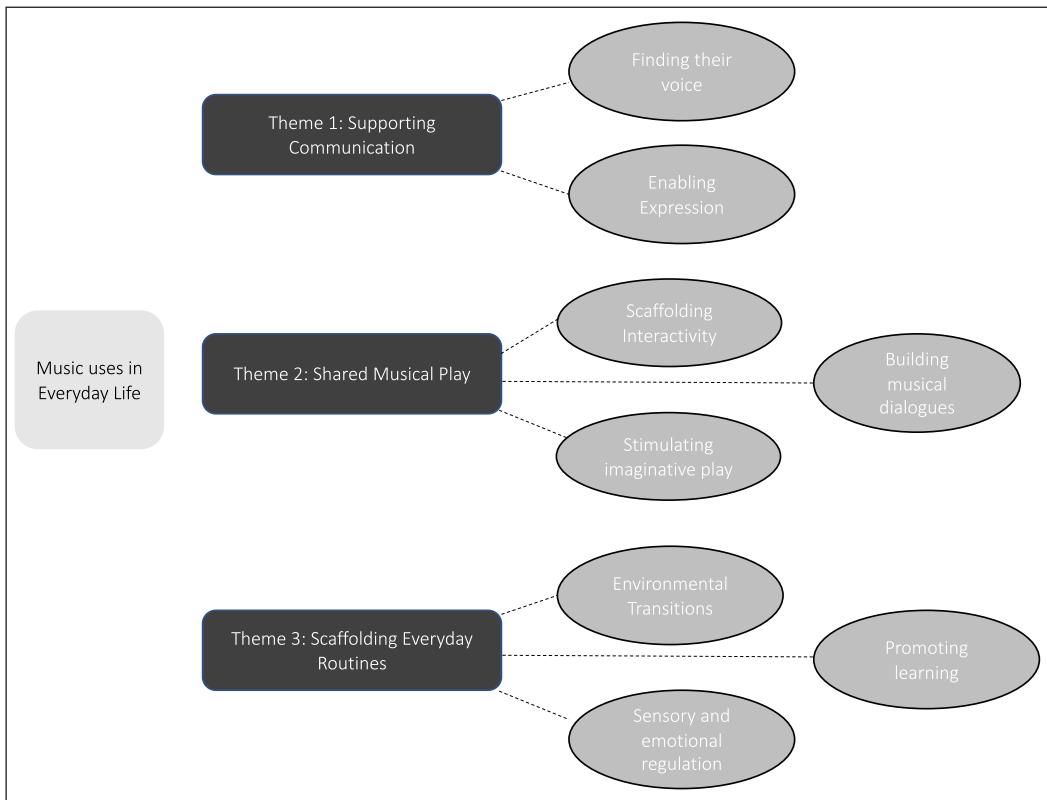 Music uses in
Everyday Life
Theme 1: Supporting
Communication
Finding their
voice
Enabling
Expression
Theme 2: Shared Musical Play
Scaffolding
Interactivity
Building
musical
dialogues
Stimulating
imaginative play
Theme 3: Scaffolding Everyday
Routines
Environmental
Transitions
Promoting
learning
Sensory and
emotional
regulation